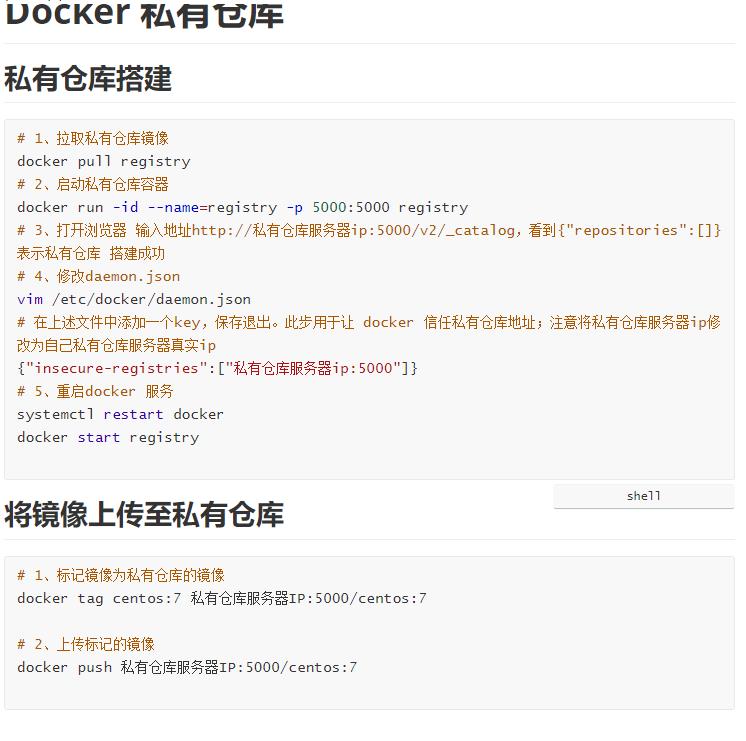 Docker 私有仓库
私有仓库搭建
# 1、拉取私有仓库镜像
docker pull registry
# 2、启动私有仓库容器
docker run -id --name=registry -p 5000:5000 registry
# 3、打开浏览器 输入地址http://私有仓库服务器ip:5000/v2/_catalog，看到{"repositories":[]}
表示私有仓库 搭建成功
# 4、修改daemon.json
vim /etc/docker/daemon.json
# 在上述文件中添加一个key，保存退出。此步用于让 docker 信任私有仓库地址；注意将私有仓库服务器ip修
改为自己私有仓库服务器真实ip
{"insecure-registries":["私有仓库服务器ip:5000"]}
# 5、重启docker 服务
systemctl restart docker
docker start registry
shell
将镜像上传至私有仓库
# 1、标记镜像为私有仓库的镜像
docker tag centos:7 私有仓库服务器IP:5000/centos:7
# 2、上传标记的镜像
docker push 私有仓库服务器IP:5000/centos:7